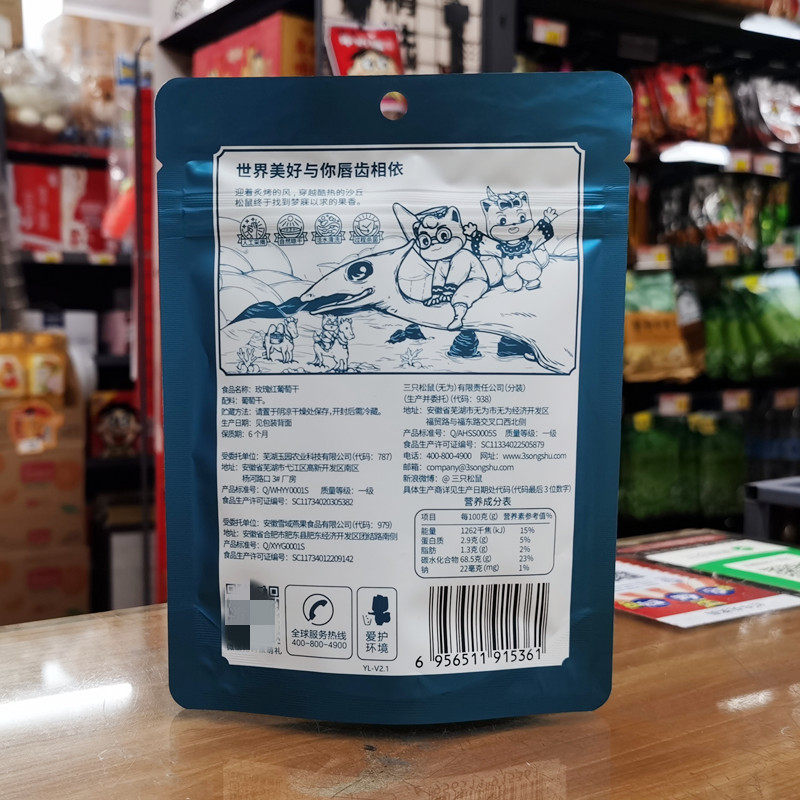 世界美好与你唇齿相依
迎着炙烤的风,穿越酷热的沙丘
松鼠终于找到梦寐以求的果香。
食品名称：玫瑰红葡萄干
配料：葡萄干。
贮藏方法：请置于阴凉干燥处保存,开封后需冷藏。
生产日期：见包装背面
保质期：6 个月
受委托单位：芜湖玉园农业科技有限公司(代码：787)
地址：安徽省芜湖市弋江区高新开发区南区
杨河路口 3# 厂房
产品标准号：Q/WHYY0001S 质量等级：一级
食品生产许可证编号：SC11734020305382
受委托单位：安徽雪域燕果食品有限公司(代码：979)
地址：安徽省合肥市肥东县肥东经济开发区团结路南侧
产品标准号：Q/XYG0001S
食品生产许可证编号：SC11734012209142
三只松鼠(无为)有限责任公司(分装)
(生产并委托)(代码：938)
地址：安徽省芜湖市无为市无为经济开发区
福贸路与福东路交叉口西北侧
产品标准号：Q/AHSS0005S 质量等级：一级
食品生产许可证编号：SC11334022505879
电话：400-800-4900 网址：www.3songshu.com
邮箱：company@3songshu.com
新浪微博：@ 三只松鼠
具体生产商详见生产日期处代码(代码最后 3 位数字)
营养成分表
项目 每100克(g) 营养素参考值%
能量 1262千焦(kJ) 15%
蛋白质 2.9克(g) 5%
脂肪 1.3克(g) 2%
碳水化合物 68.5克(g) 23%
钠 22毫克(mg) 1%
全球服务热线
400-800-4900
爱护
环境
YL-V2.1
6 956511 915361